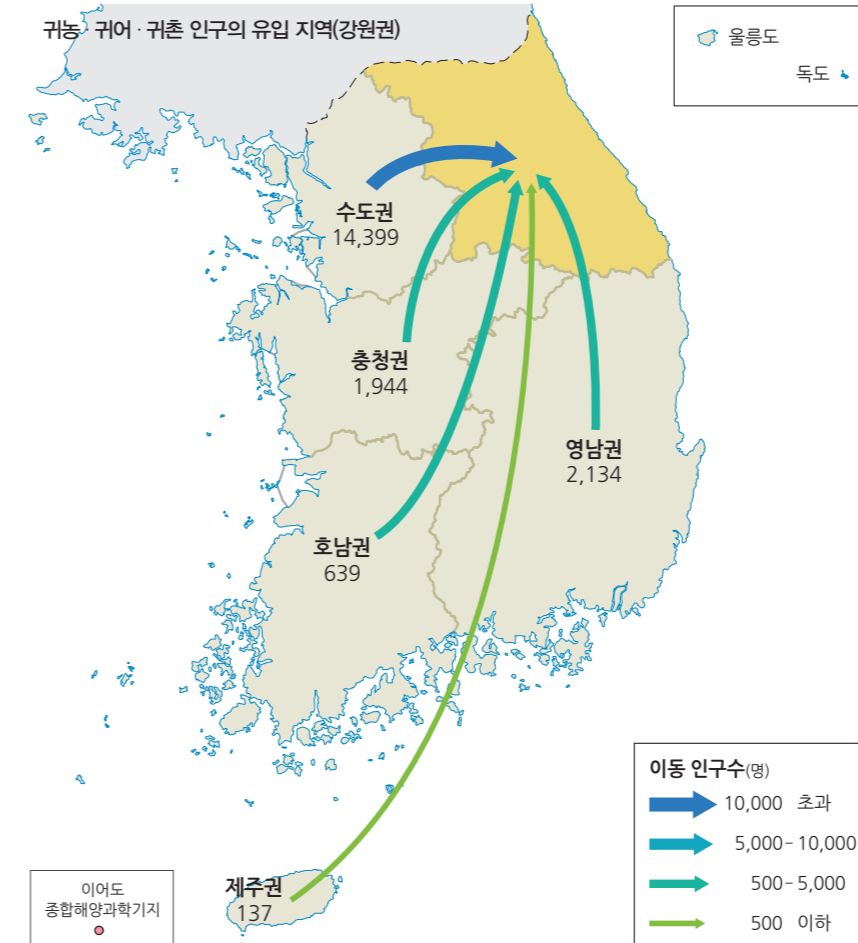 귀농·귀어·귀촌 인구의 유입 지역(강원권)
울릉도
독도
수도권
14,399
충청권
1,944
영남권
2,134
호남권
639
제주권
137
이어도
종합해양과학기지
이동 인구수(명)
10,000 초과
5,000-10,000
500-5,000
500 이하